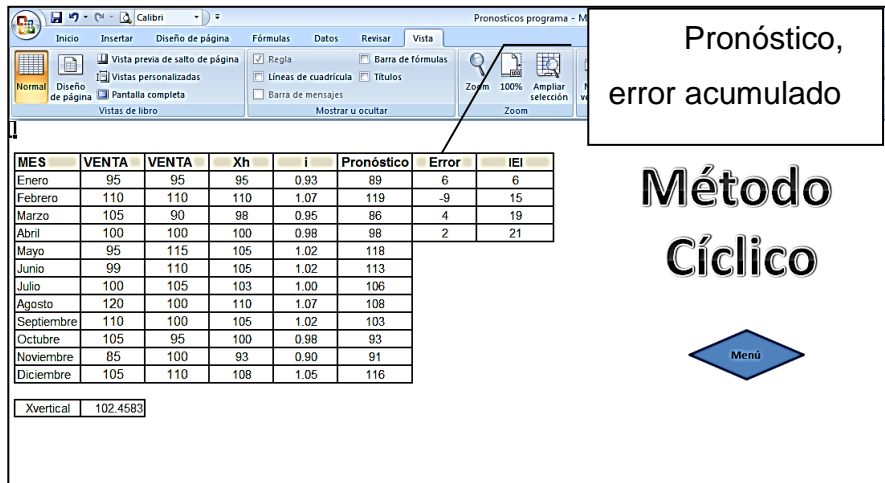 Calibri
Pronosticos programa - M
Inicio Insertar Diseño de página Fórmulas Datos Revisar Vista
Normal
Diseño de página
Vista previa de salto de página
Vistas personalizadas
Pantalla completa
Vistas de libro
Regla
Líneas de cuadrícula
Barra de mensajes
Barra de fórmulas
Títulos
Mostrar u ocultar
Zoom
100%
Ampliar selección
Zoom
Pronóstico,
error acumulado
MES VENTA VENTA Xh i Pronóstico Error IEI
Enero 95 95 95 0.93 89 6 6
Febrero 110 110 110 1.07 119 -9 15
Marzo 105 90 98 0.95 86 4 19
Abril 100 100 100 0.98 98 2 21
Mayo 95 115 105 1.02 118
Junio 99 110 105 1.02 113
Julio 100 105 103 1.00 106
Agosto 120 100 110 1.07 108
Septiembre 110 100 105 1.02 103
Octubre 105 95 100 0.98 93
Noviembre 85 100 93 0.90 91
Diciembre 105 110 108 1.05 116
Xvertical 102.4583
Método
Cíclico
Menú